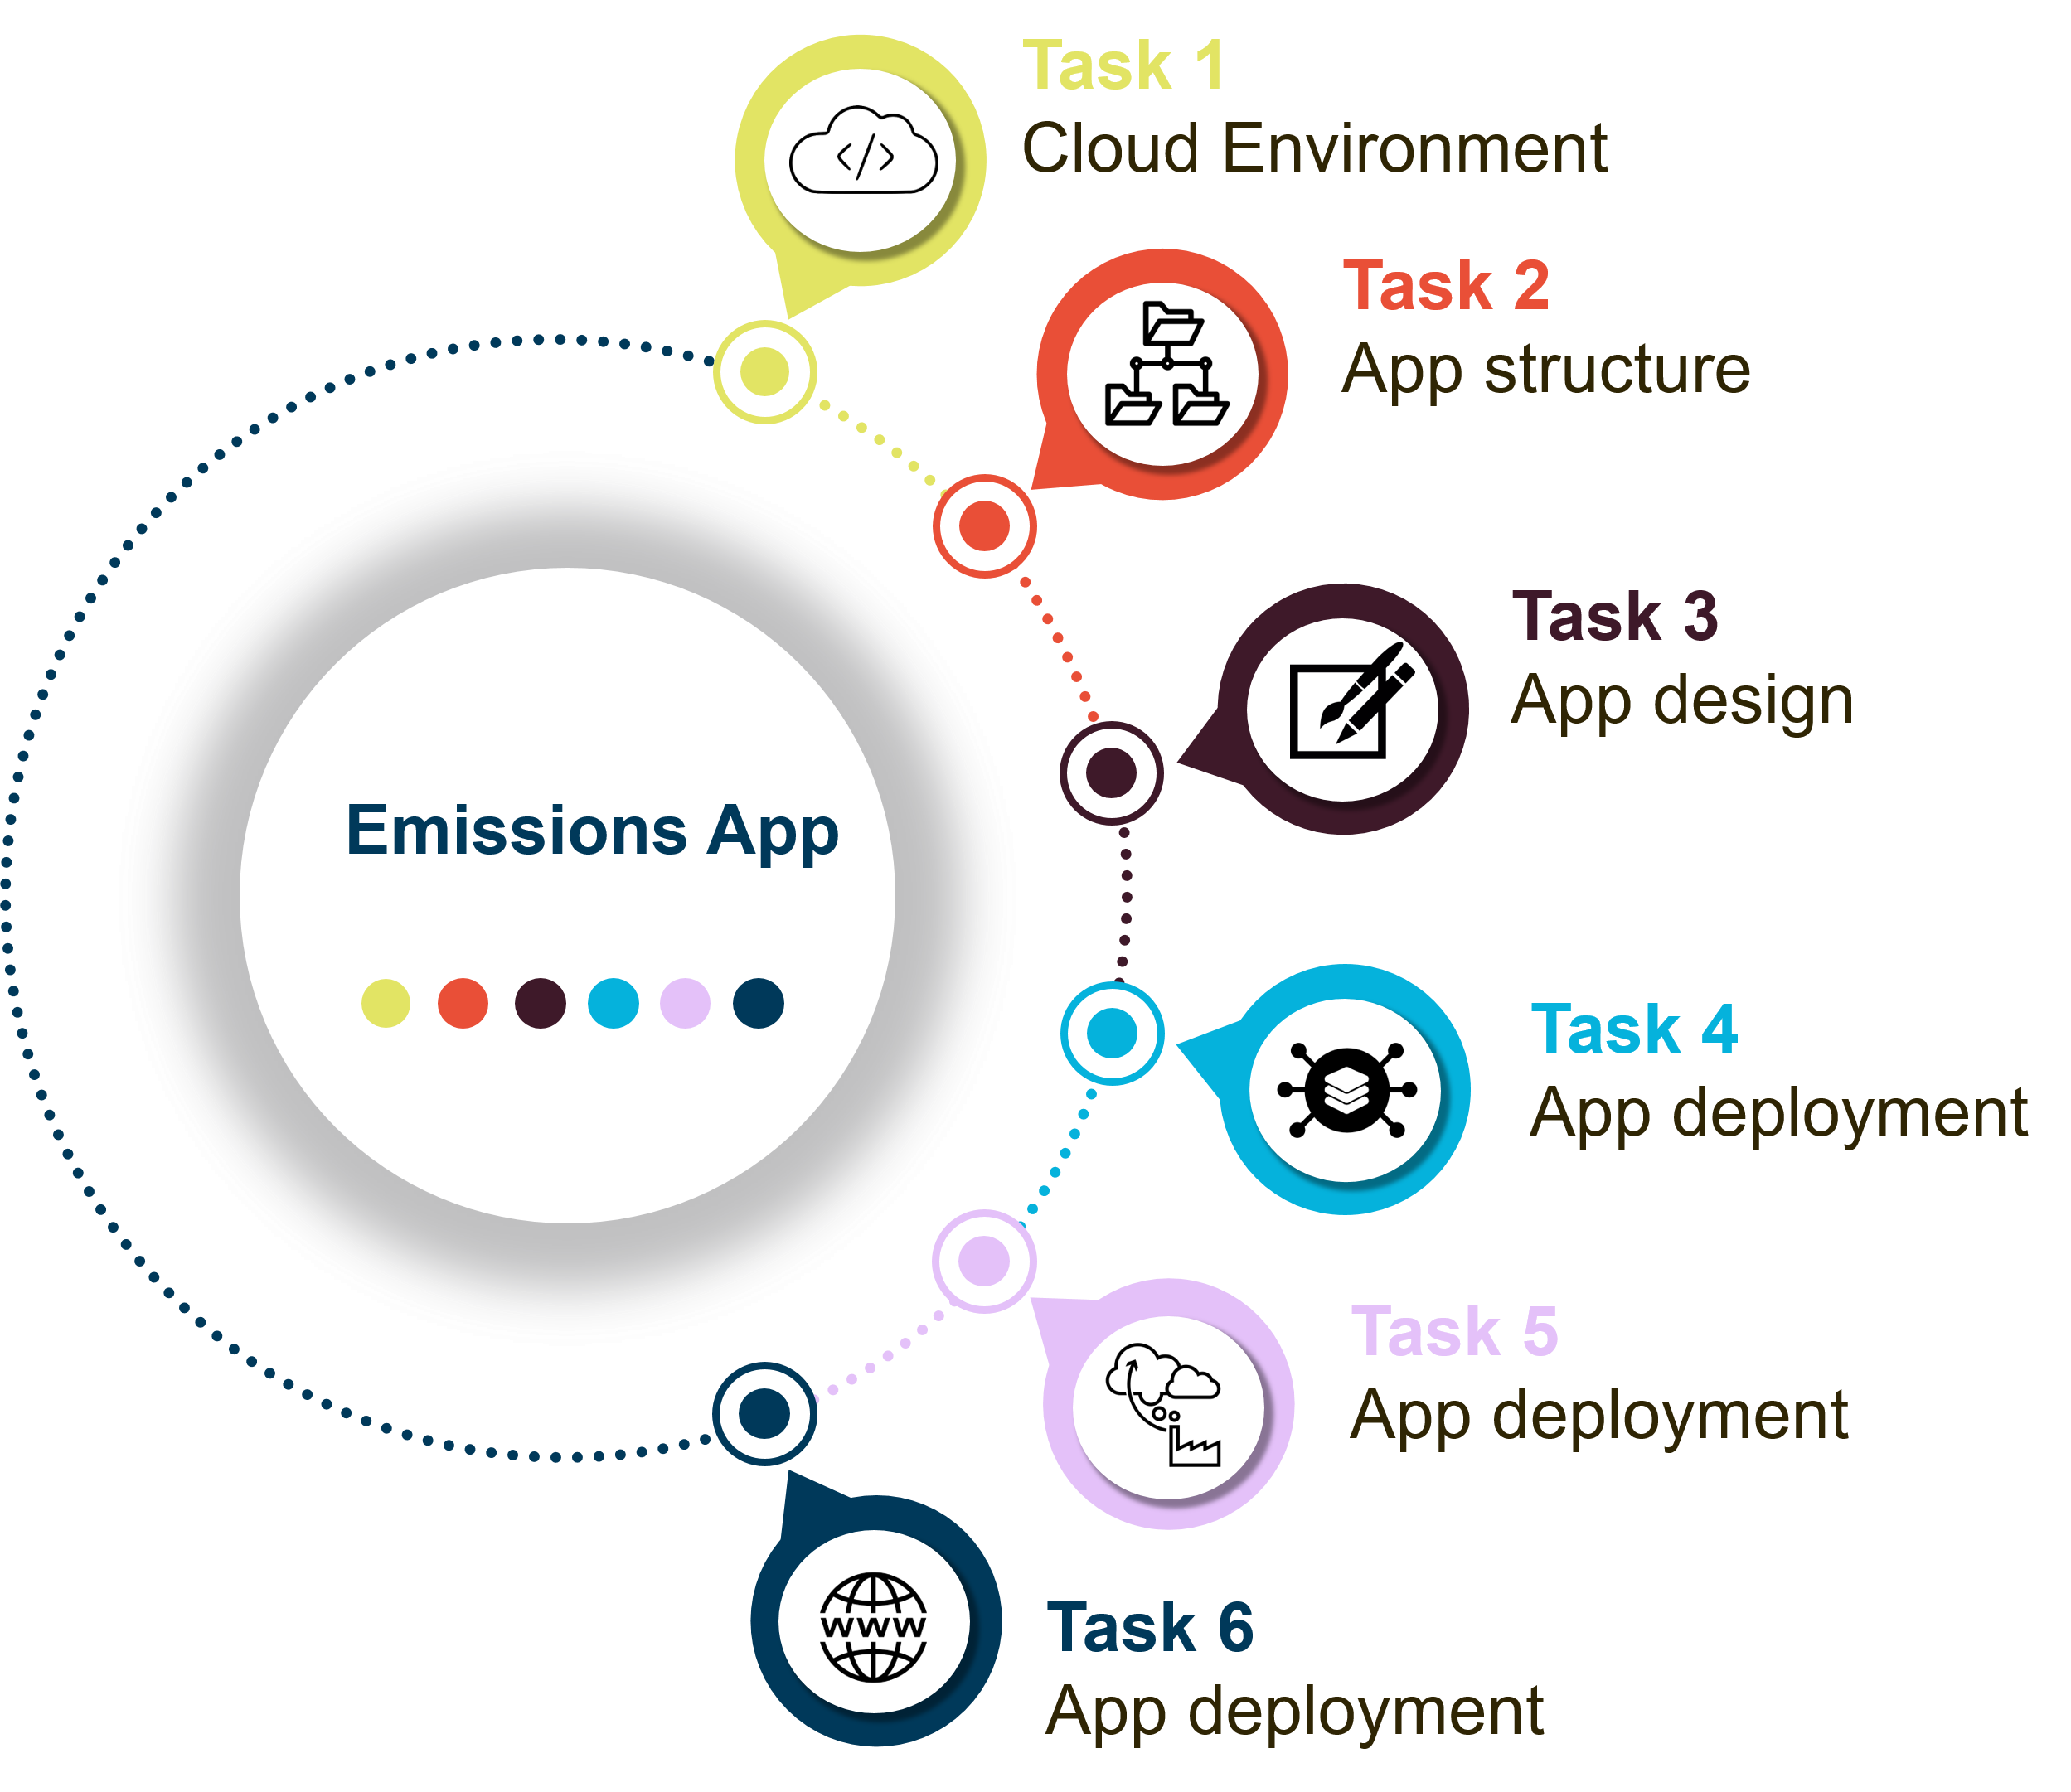 Task 1
Cloud Environment
Task 2
App structure
Task 3
App design
Emissions App
Task 4
App deployment
Task 5
App deployment
Task 6
App deployment
WWW